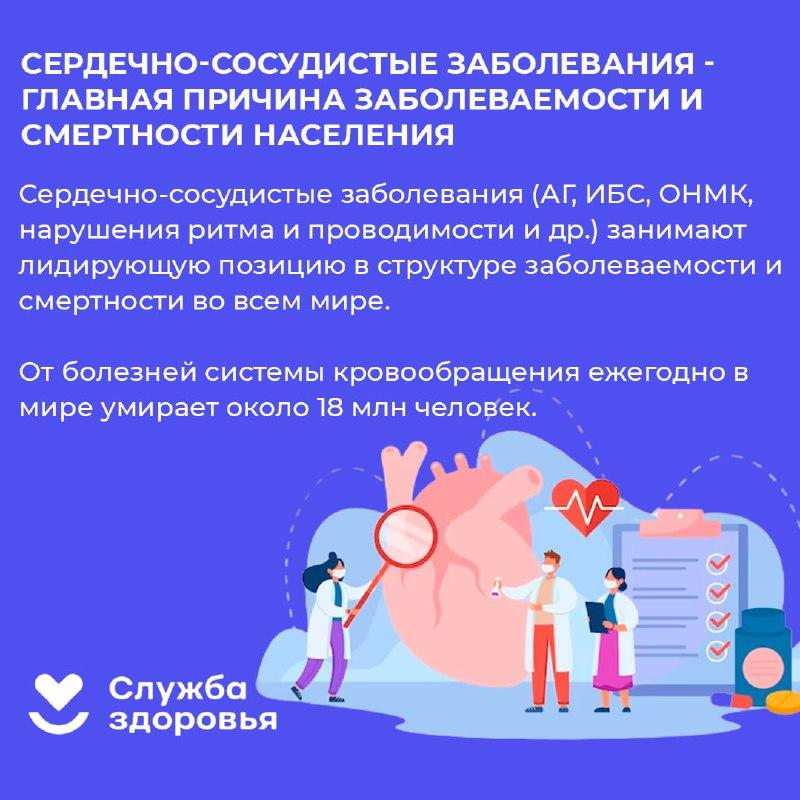 СЕРДЕЧНО-СОСУДИСТЫЕ ЗАБОЛЕВАНИЯ -
ГЛАВНАЯ ПРИЧИНА ЗАБОЛЕВАЕМОСТИ И
СМЕРТНОСТИ НАСЕЛЕНИЯ
Сердечно-сосудистые заболевания (АГ, ИБС, ОНМК,
нарушения ритма и проводимости и др.) занимают
лидирующую позицию в структуре заболеваемости и
смертности во всем мире.
От болезней системы кровообращения ежегодно в
мире умирает около 18 млн человек.
Служба
здоровья